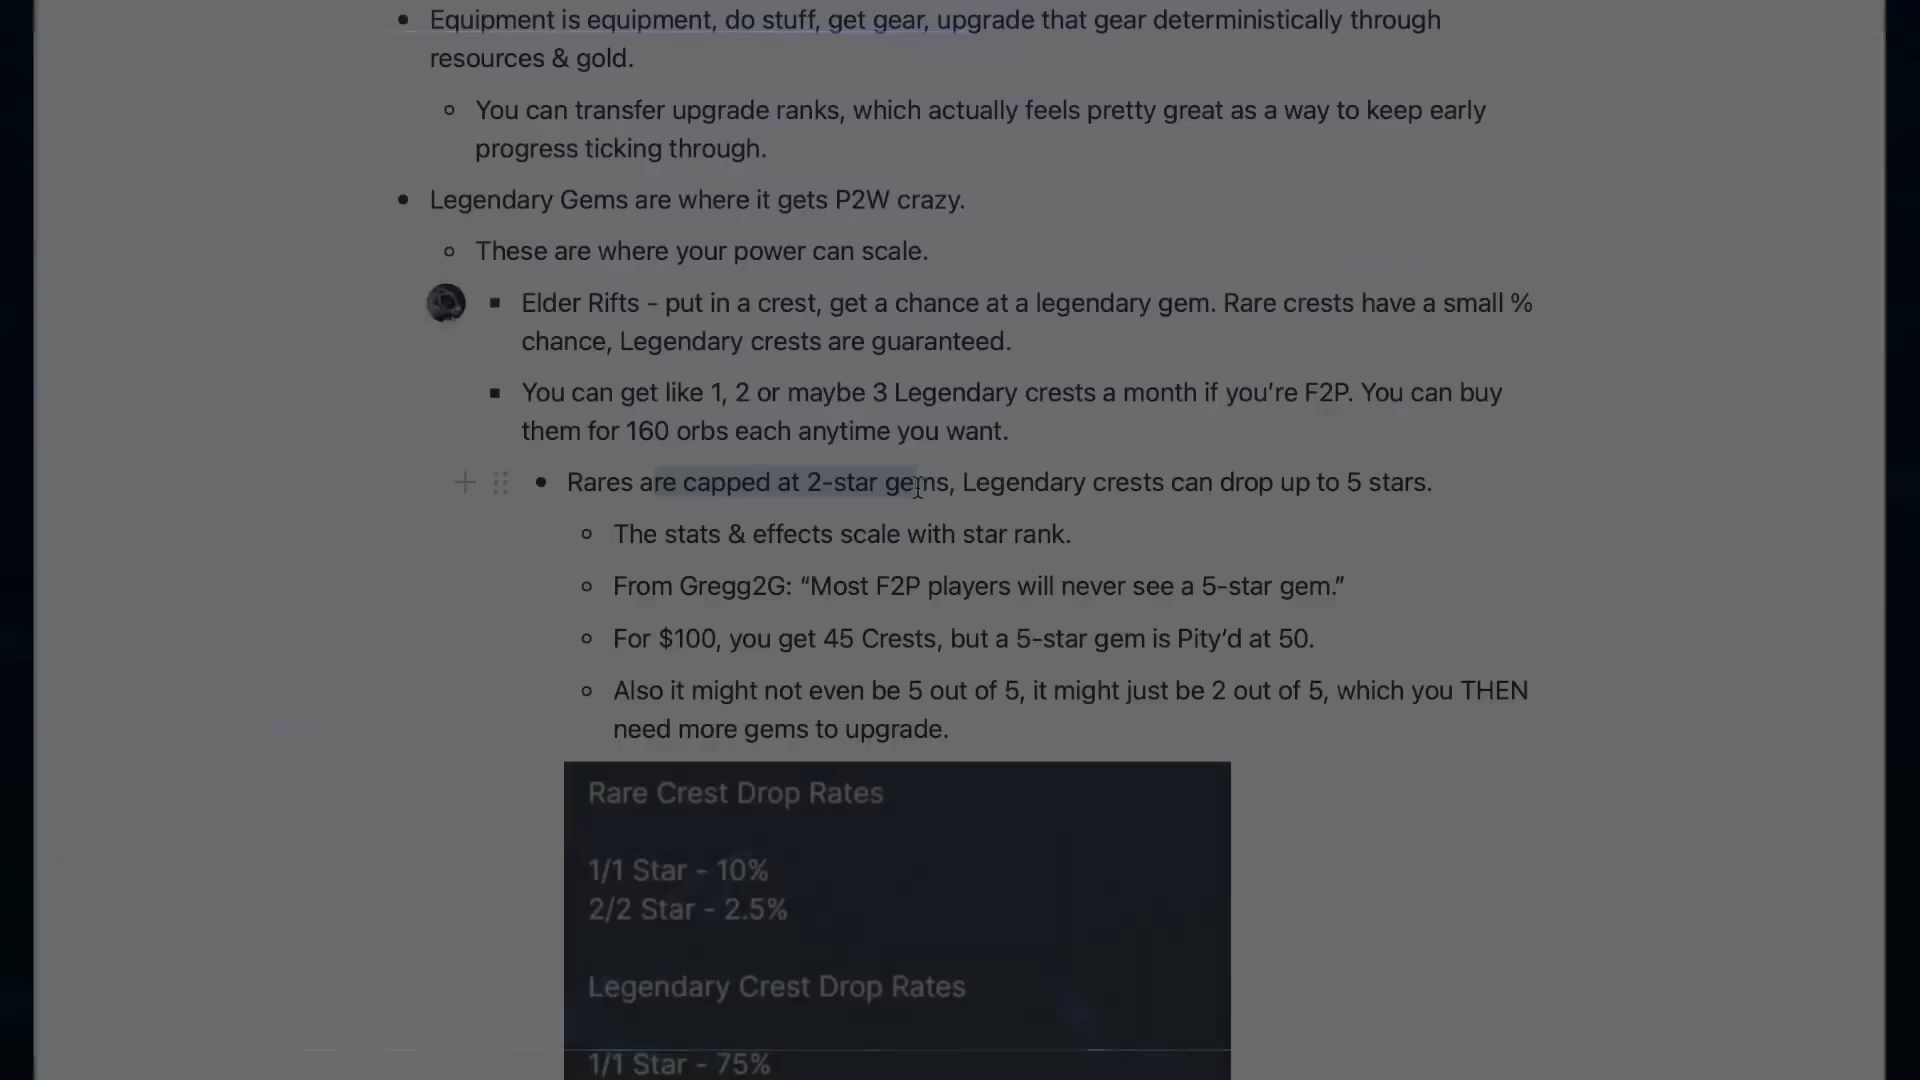 Equipment is equipment, do stuff, get gear, upgrade that gear deterministically through
resources & gold.
You can transfer upgrade ranks, which actually feels pretty great as a way to keep early
progress ticking through.
Legendary Gems are where it gets P2W crazy.
These are where your power can scale.
Elder Rifts - put in a crest, get a chance at a legendary gem. Rare crests have a small %
chance, Legendary crests are guaranteed.
You can get like 1, 2 or maybe 3 Legendary crests a month if you’re F2P. You can buy
them for 160 orbs each anytime you want.
Rares are capped at 2-star gems, Legendary crests can drop up to 5 stars.
The stats & effects scale with star rank.
From Gregg2G: “Most F2P players will never see a 5-star gem.”
For $100, you get 45 Crests, but a 5-star gem is Pity’d at 50.
Also it might not even be 5 out of 5, it might just be 2 out of 5, which you THEN
need more gems to upgrade.
Rare Crest Drop Rates
1/1 Star - 10%
2/2 Star - 2.5%
Legendary Crest Drop Rates
1/1 Star - 75%